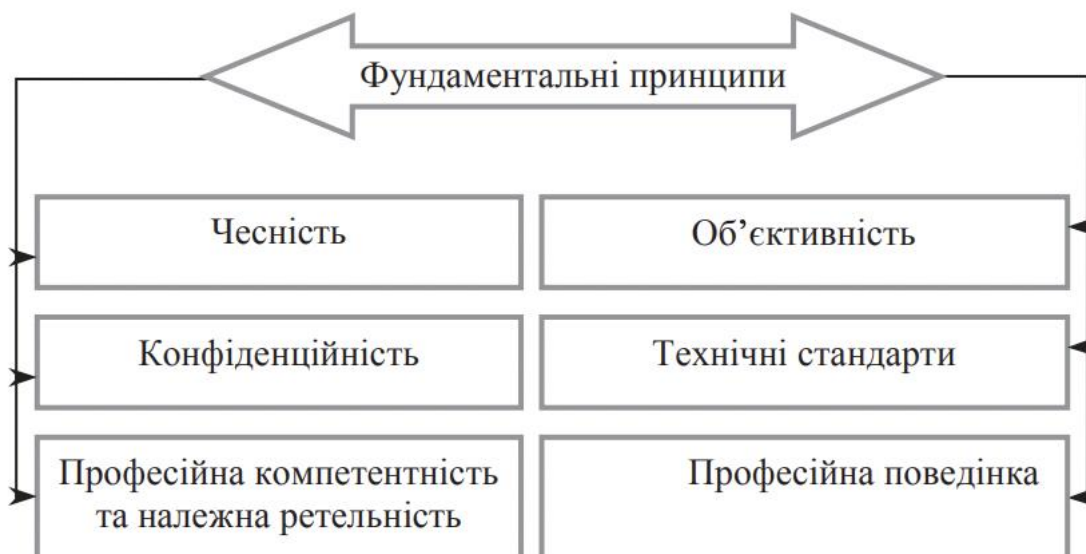 Фундаментальні принципи
Чесність
Об’єктивність
Конфіденційність
Технічні стандарти
Професійна компетентність
та належна ретельність
Професійна поведінка